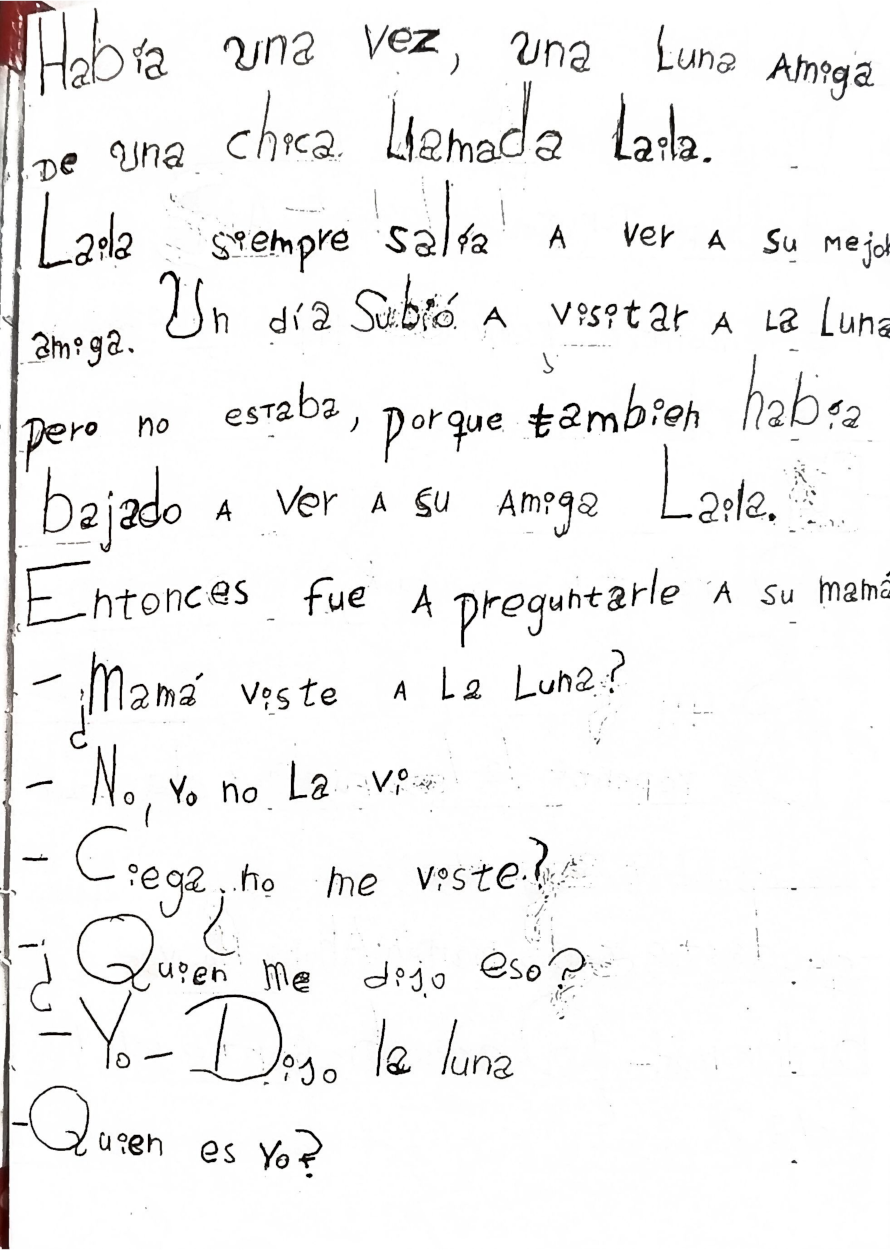 Había una vez, una Luna Amiga
De una chica Llamada Laila.
Laila siempre salía A ver A su mejor
amiga. Un día Subió A visitar A La Luna
pero no estaba, porque tambien había
bajado A ver A su Amiga Laila.
Entonces fue A preguntarle A su mamá
- ¿Mamá viste A La Luna?
- No, Yo no La vi
- Ciega ¿no me viste?
- ¿Quien me dijo eso?
- Yo - Dijo la luna
- Quien es Yo?